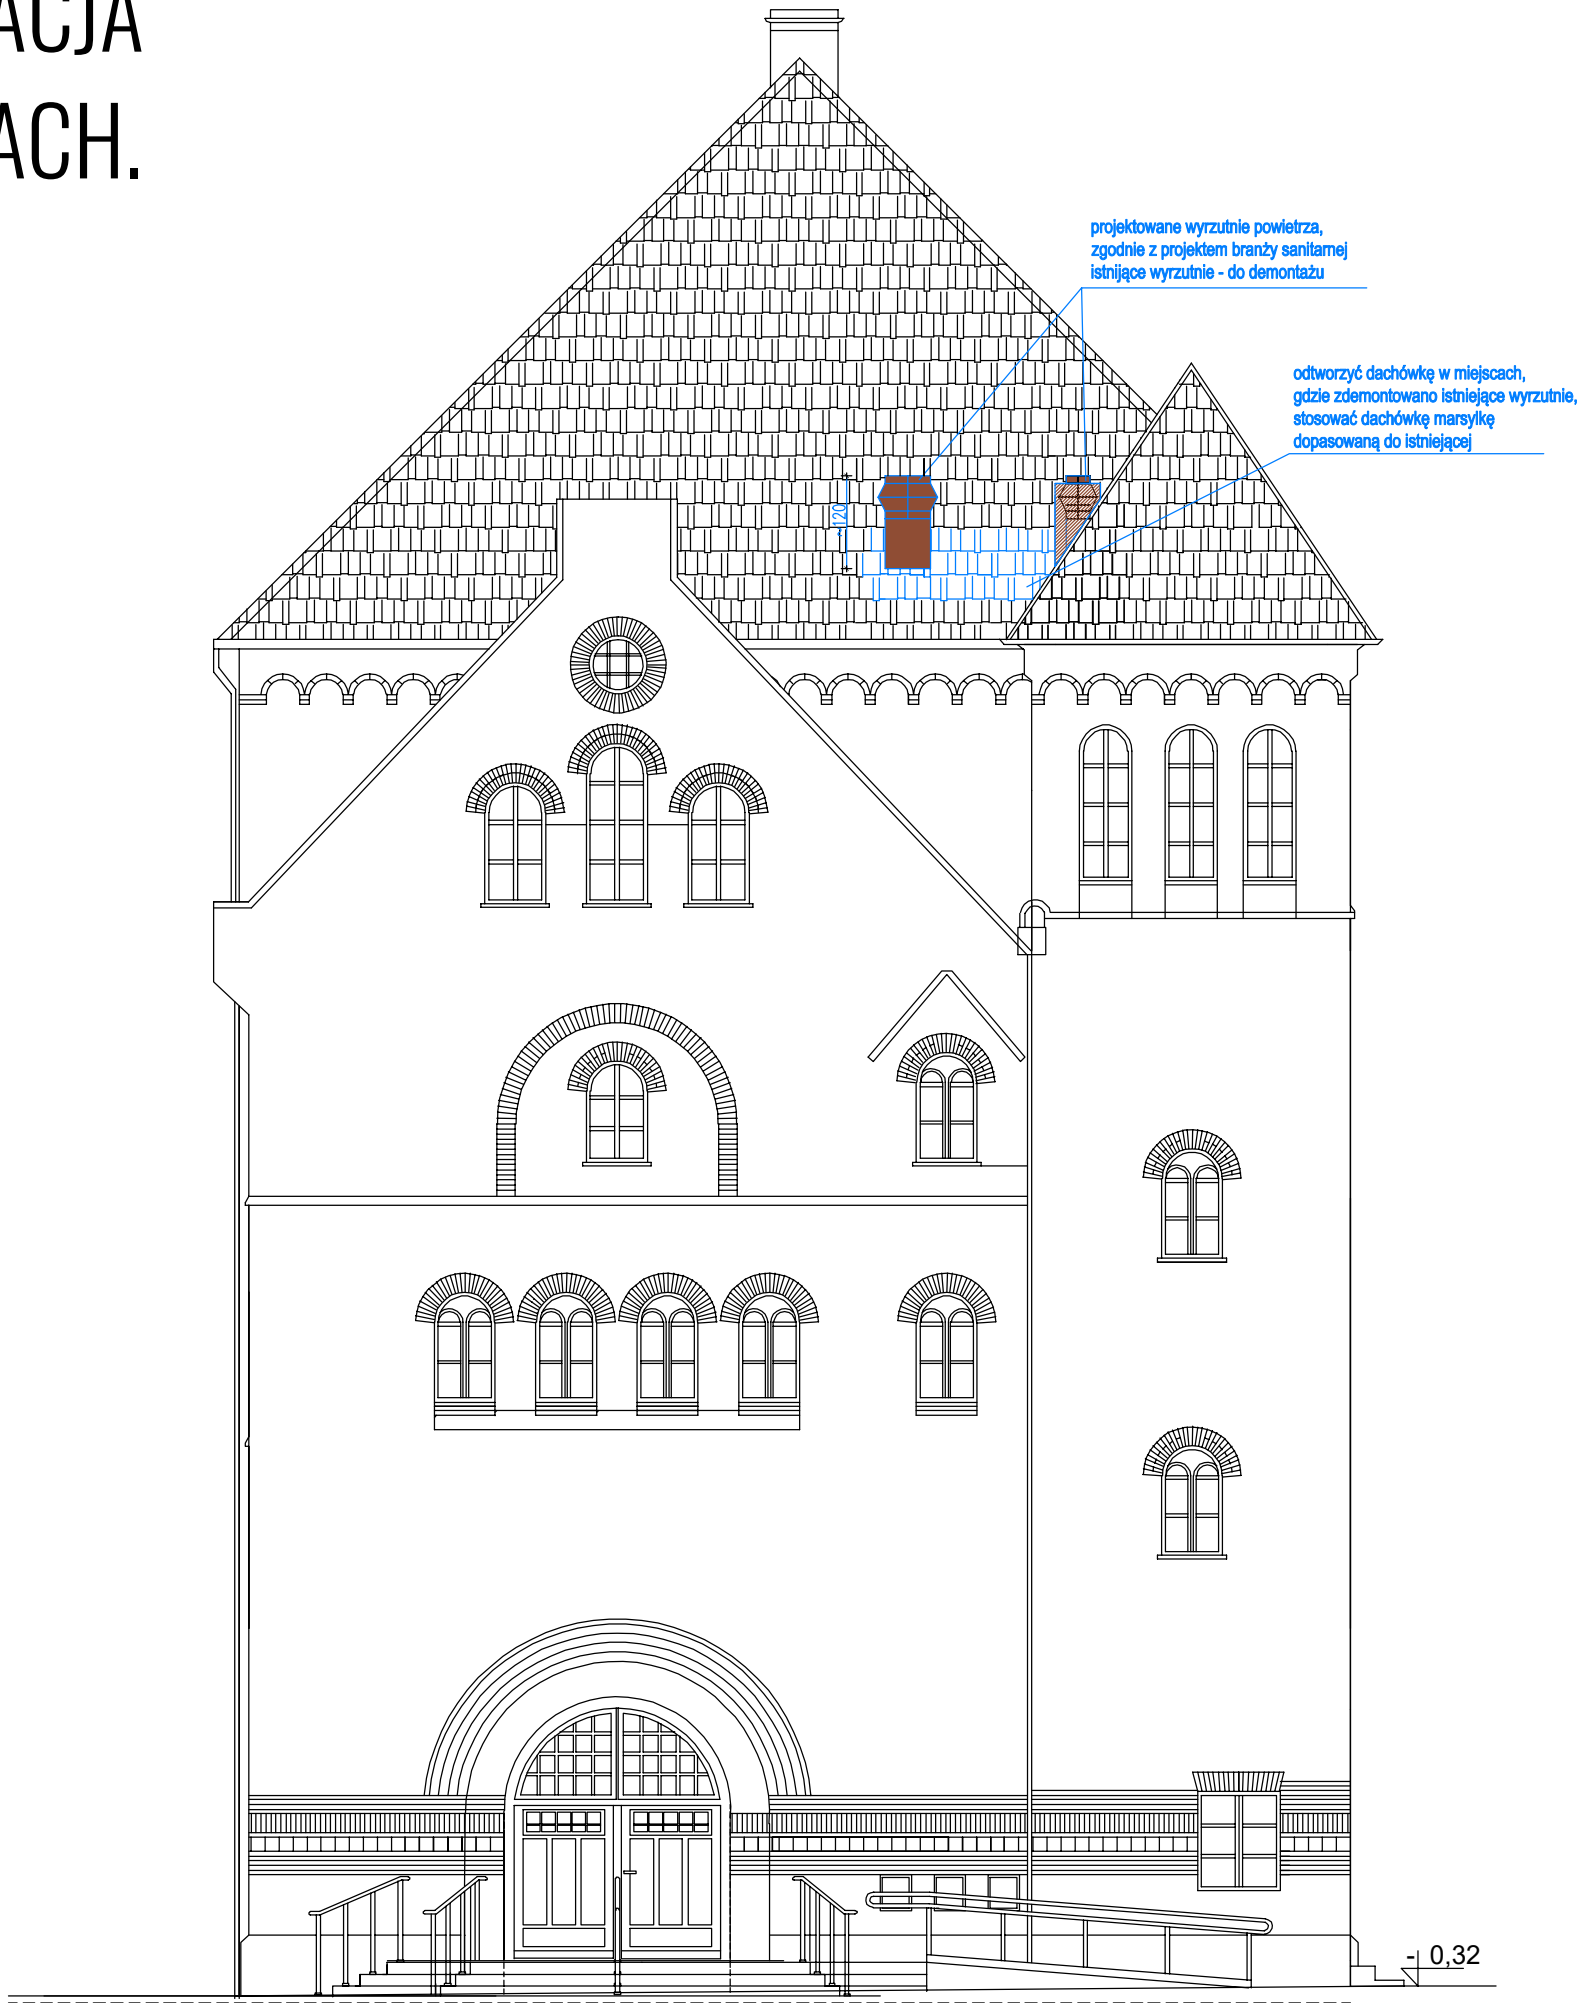 ACJA
ACH.
projektowane wyrzutnie powietrza,
zgodnie z projektem branży sanitarnej
istnijące wyrzutnie - do demontażu
odtworzyć dachówkę w miejscach,
gdzie zdemontowano istniejące wyrzutnie,
stosować dachówkę marsylkę
dopasowaną do istniejącej
~120
- 0,32